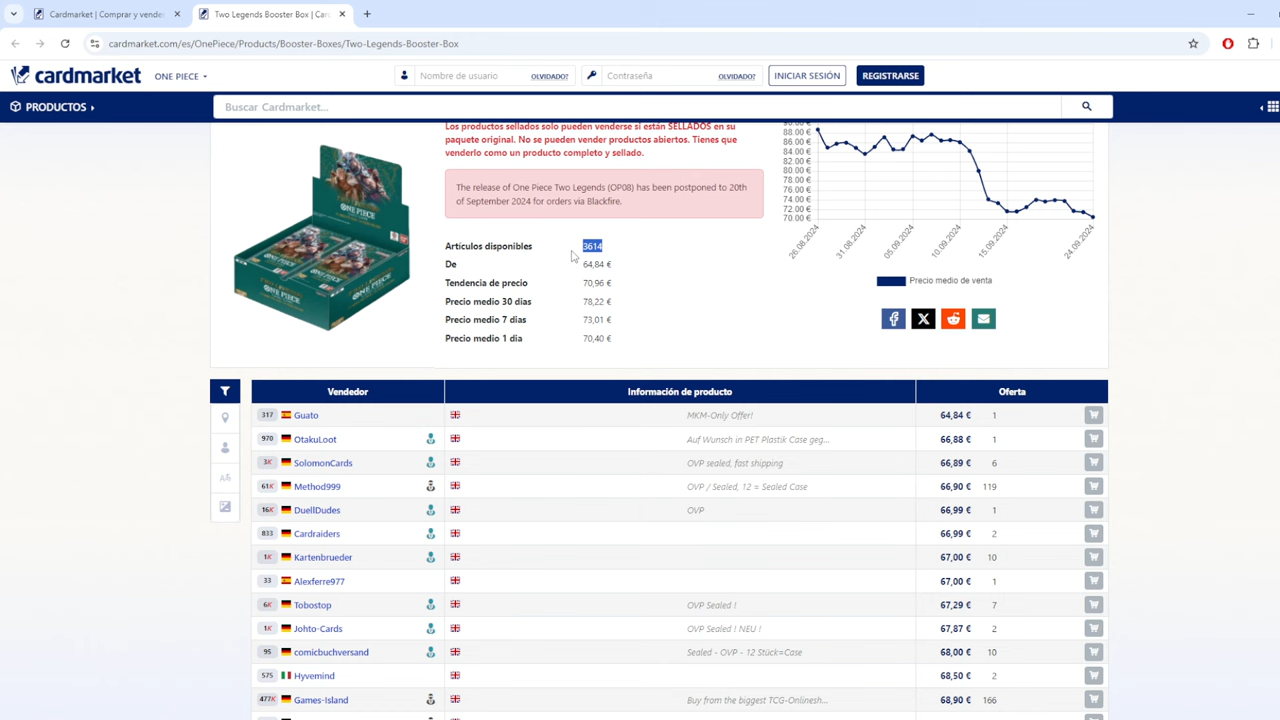 Cardmarket | Comprar y vende
Two Legends Booster Box | Car
cardmarket.com/es/OnePiece/Products/Booster-Boxes/Two-Legends-Booster-Box
cardmarket
ONE PIECE
Nombre de usuario
OLVIDADO?
Contraseña
OLVIDADO?
INICIAR SESIÓN
REGISTRARSE
PRODUCTOS
Buscar Cardmarket...
Los productos sellados solo pueden venderse si están SELLADOS en su
paquete original. No se pueden vender productos abiertos. Tienes que
venderlo como un producto completo y sellado.
The release of One Piece Two Legends (OP08) has been postponed to 20th
of September 2024 for orders via Blackfire.
Artículos disponibles 3614
De 64,84 €
Tendencia de precio 70,96 €
Precio medio 30 días 78,22 €
Precio medio 7 días 73,01 €
Precio medio 1 día 70,40 €
90.00 €
88.00 €
86.00 €
84.00 €
82.00 €
80.00 €
78.00 €
76.00 €
74.00 €
72.00 €
70.00 €
26.08.2024
31.08.2024
05.09.2024
10.09.2024
15.09.2024
24.09.2024
Precio medio de venta
ONE PIECE
ONE PIECE
ONE PIECE
Vendedor Información de producto Oferta
317 Guato MKM-Only Offer! 64,84 € 1
970 OtakuLoot Auf Wunsch in PET Plastik Case geg... 66,88 € 1
3K SolomonCards OVP sealed, fast shipping 66,89 € 6
61K Method999 OVP / Sealed, 12 = Sealed Case 66,90 € 119
16K DuellDudes OVP 66,99 € 1
833 Cardraiders 66,99 € 2
1K Kartenbrueder 67,00 € 10
33 Alexferre977 67,00 € 1
6K Tobostop OVP Sealed ! 67,29 € 7
1K Johto-Cards OVP Sealed ! NEU ! 67,87 € 2
95 comicbuchversand Sealed - OVP - 12 Stück=Case 68,00 € 10
575 Hyvemind 68,50 € 2
477K Games-Island Buy from the biggest TCG-Onlinesh... 68,90 € 166